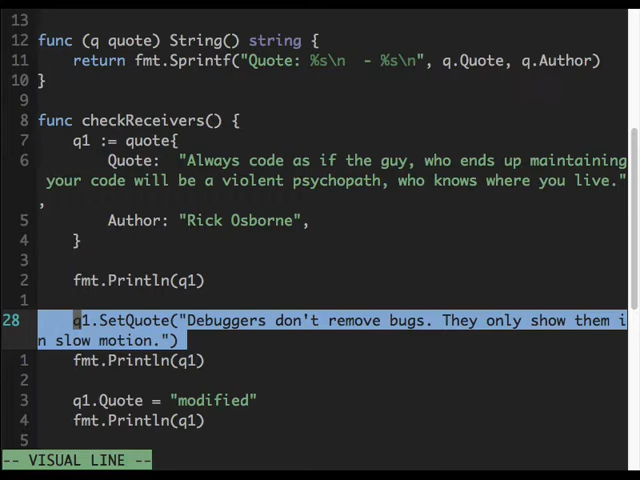 13
12 func (q quote) String() string {
11 return fmt.Sprintf("Quote: %s\n  - %s\n", q.Quote, q.Author)
10 }
9
8 func checkReceivers() {
7 q1 := quote{
6 Quote:  "Always code as if the guy, who ends up maintaining
your code will be a violent psychopath, who knows where you live."
,
5 Author: "Rick Osborne",
4 }
3
2 fmt.Println(q1)
1
28 q1.SetQuote("Debuggers don't remove bugs. They only show them i
n slow motion.")
1 fmt.Println(q1)
2
3 q1.Quote = "modified"
4 fmt.Println(q1)
5
-- VISUAL LINE --